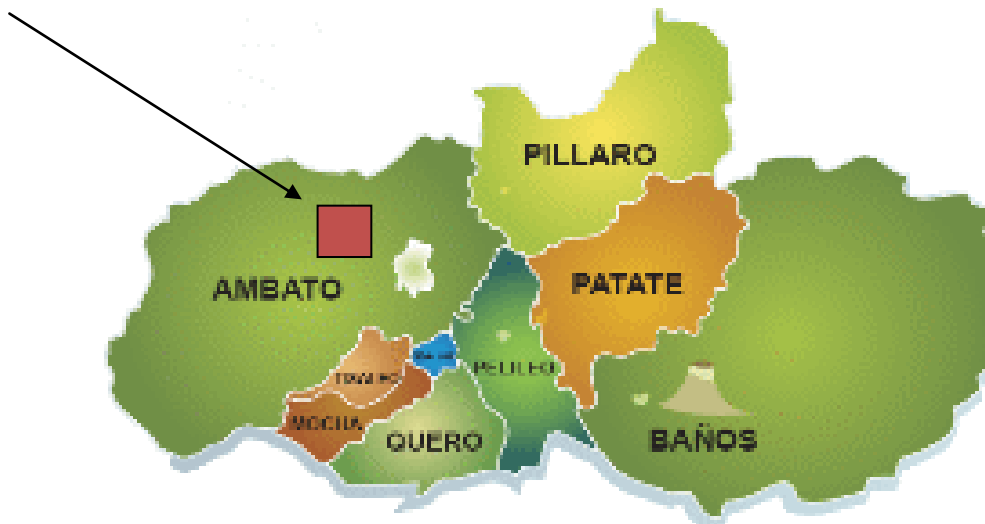 PILLARO
PATATE
AMBATO
S
PELILEO
TISALEO
MOCHA
QUERO
BAÑOS